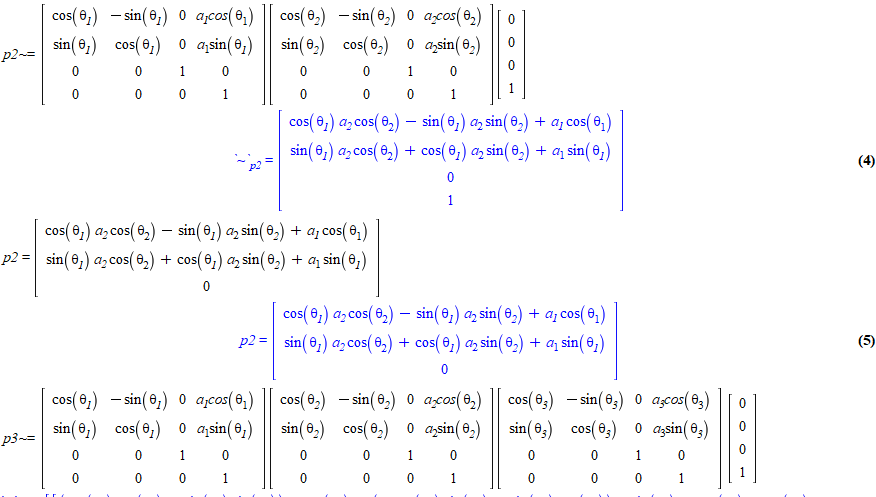 p2~= [cos(θ₁) −sin(θ₁) 0 a₁cos(θ₁)] [cos(θ₂) −sin(θ₂) 0 a₂cos(θ₂)] [0]
[sin(θ₁) cos(θ₁) 0 a₁sin(θ₁)] [sin(θ₂) cos(θ₂) 0 a₂sin(θ₂)] [0]
[0 0 1 0] [0 0 1 0] [0]
[0 0 0 1] [0 0 0 1] [1]
`~`p2 = [cos(θ₁) a₂ cos(θ₂) − sin(θ₁) a₂ sin(θ₂) + a₁ cos(θ₁)] (4)
[sin(θ₁) a₂ cos(θ₂) + cos(θ₁) a₂ sin(θ₂) + a₁ sin(θ₁)]
[0]
[1]
p2 = [cos(θ₁) a₂ cos(θ₂) − sin(θ₁) a₂ sin(θ₂) + a₁ cos(θ₁)]
[sin(θ₁) a₂ cos(θ₂) + cos(θ₁) a₂ sin(θ₂) + a₁ sin(θ₁)]
[0]
p2 = [cos(θ₁) a₂ cos(θ₂) − sin(θ₁) a₂ sin(θ₂) + a₁ cos(θ₁)] (5)
[sin(θ₁) a₂ cos(θ₂) + cos(θ₁) a₂ sin(θ₂) + a₁ sin(θ₁)]
[0]
p3~= [cos(θ₁) −sin(θ₁) 0 a₁cos(θ₁)] [cos(θ₂) −sin(θ₂) 0 a₂cos(θ₂)] [cos(θ₃) −sin(θ₃) 0 a₃cos(θ₃)] [0]
[sin(θ₁) cos(θ₁) 0 a₁sin(θ₁)] [sin(θ₂) cos(θ₂) 0 a₂sin(θ₂)] [sin(θ₃) cos(θ₃) 0 a₃sin(θ₃)] [0]
[0 0 1 0] [0 0 1 0] [0 0 1 0] [0]
[0 0 0 1] [0 0 0 1] [0 0 0 1] [1]